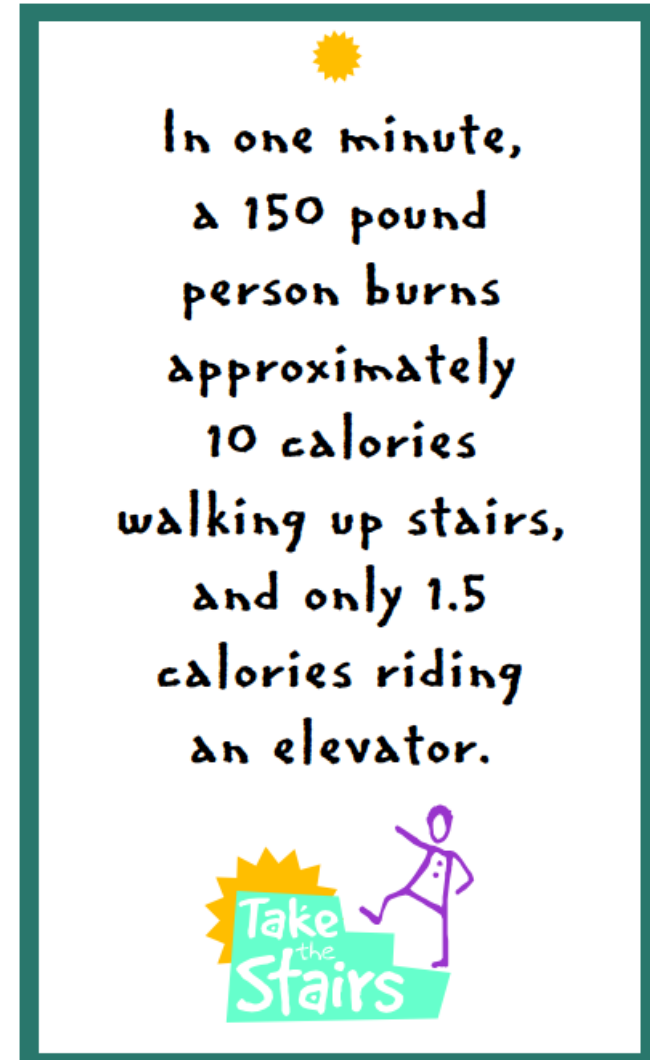 In one minute,
a 150 pound
person burns
approximately
10 calories
walking up stairs,
and only 1.5
calories riding
an elevator.
Take
the
Stairs